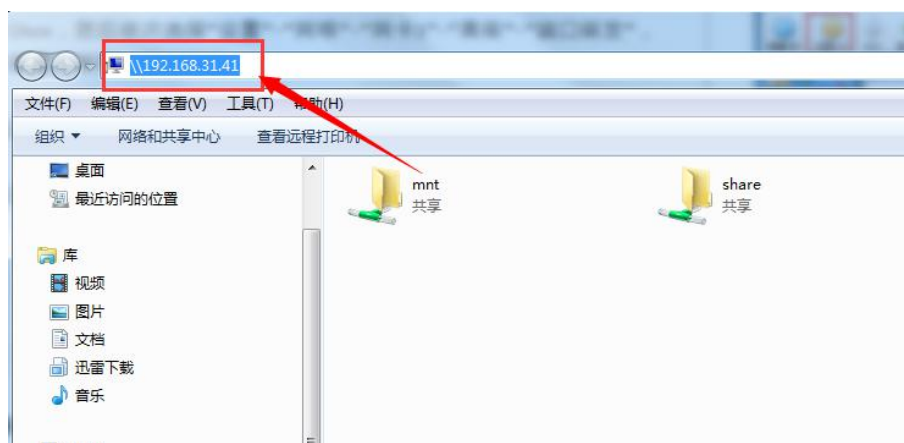 \\192.168.31.41
文件(F) 编辑(E) 查看(V) 工具(T) 帮助(H)
组织 网络和共享中心 查看远程打印机
桌面
最近访问的位置
库
视频
图片
文档
迅雷下载
音乐
mnt
共享
share
共享